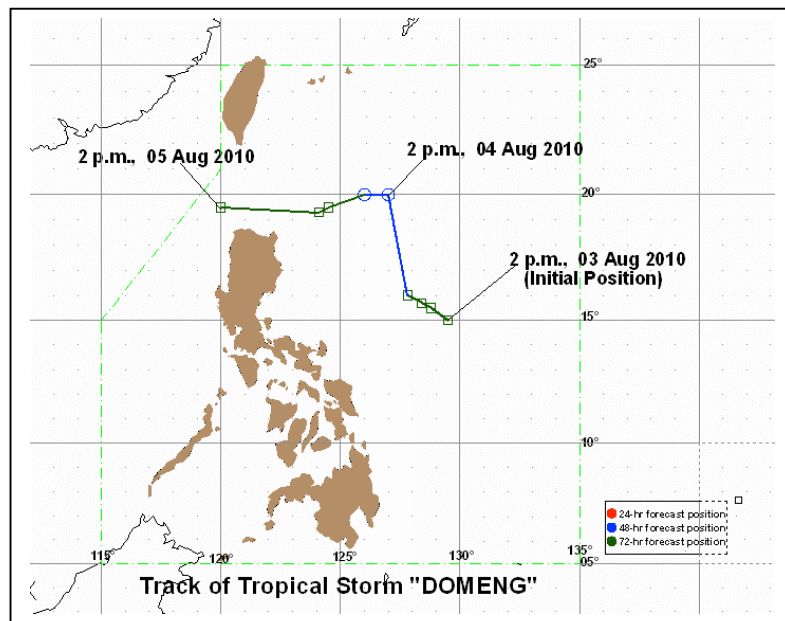 25°
2 p.m., 05 Aug 2010
2 p.m., 04 Aug 2010
20°
2 p.m., 03 Aug 2010
(Initial Position)
15°
10°
24-hr forecast position
48-hr forecast position
72-hr forecast position
115°
120°
125°
130°
135°
05°
Track of Tropical Storm "DOMENG"